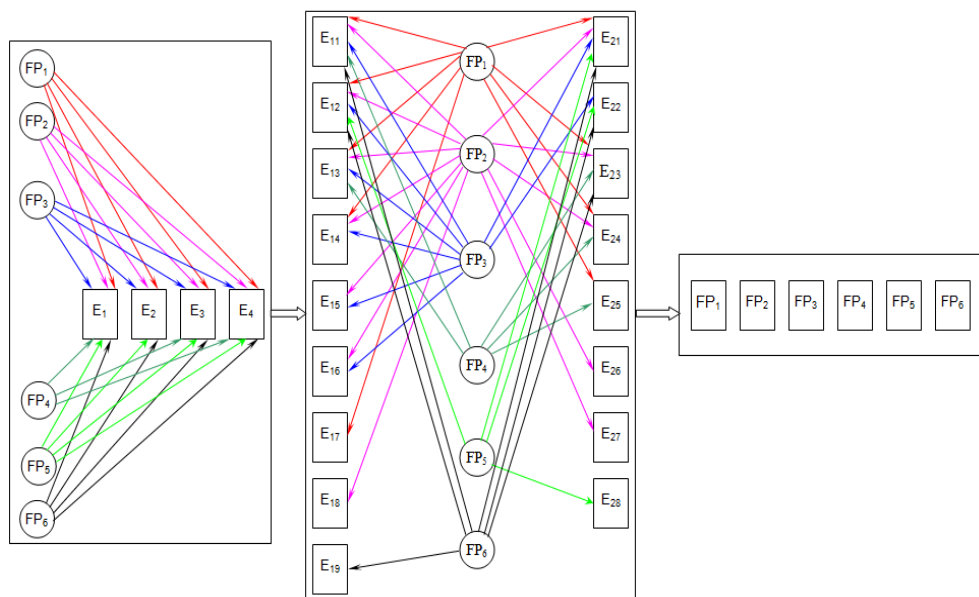 FP1
FP2
FP3
E1 E2 E3 E4
FP4
FP5
FP6
E11
E12
E13
E14
E15
E16
E17
E18
E19
FP1
FP2
FP3
FP4
FP5
FP6
E21
E22
E23
E24
E25
E26
E27
E28
FP1 FP2 FP3 FP4 FP5 FP6